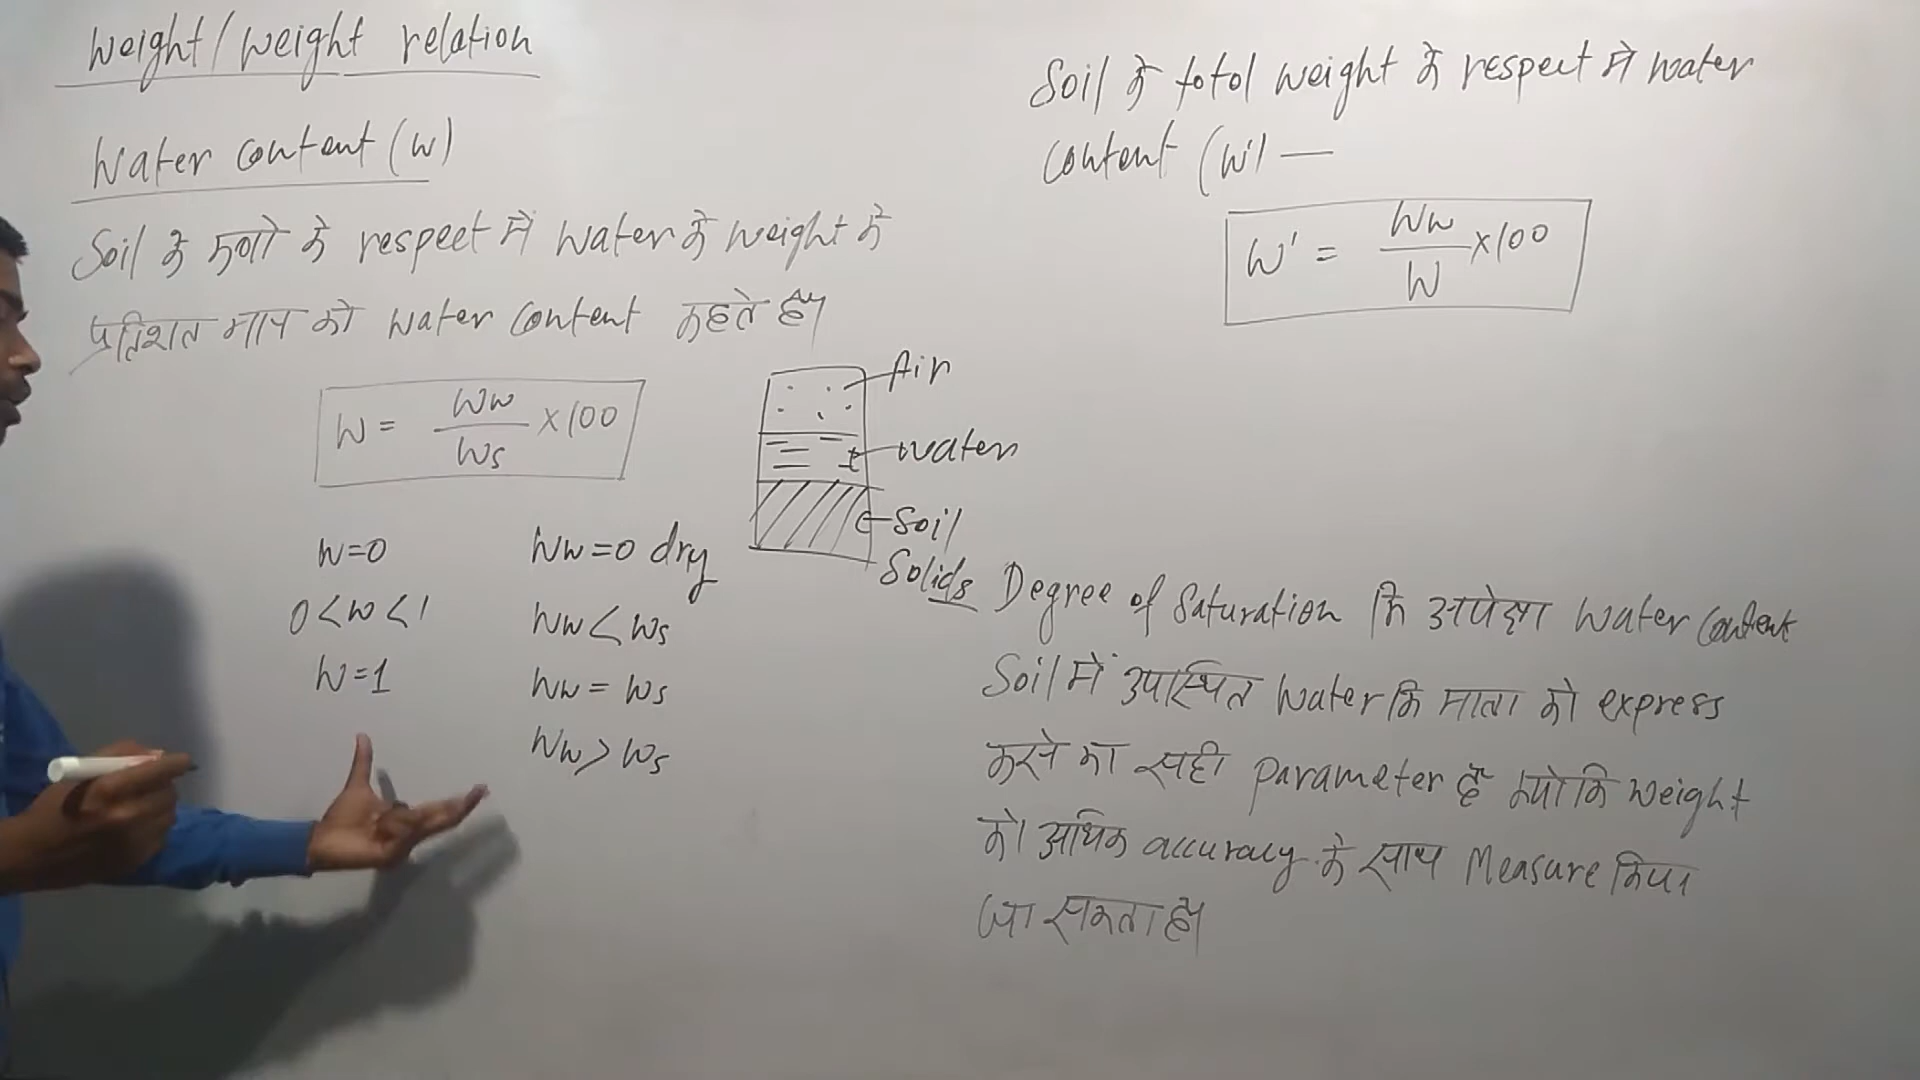 Weight/Weight relation
Water content (w)
Soil के कणो के respect मे Water के Weight के
प्रतिशत माप को Water Content कहते है।
W = Ww/Ws × 100
Air
Water
Soil
Solids
W=0 Ww=0 dry
0<w<1 Ww<Ws
W=1 Ww = Ws
Ww > Ws
Soil के total weight के respect मे water
content (w') —
W' = Ww/W × 100
Degree of Saturation कि अपेक्षा Water Content
Soil में उपस्थित Water कि मात्रा को express
करने का सही parameter है क्योकि Weight
को अधिक accuracy के साथ Measure किया
जा सकता है।